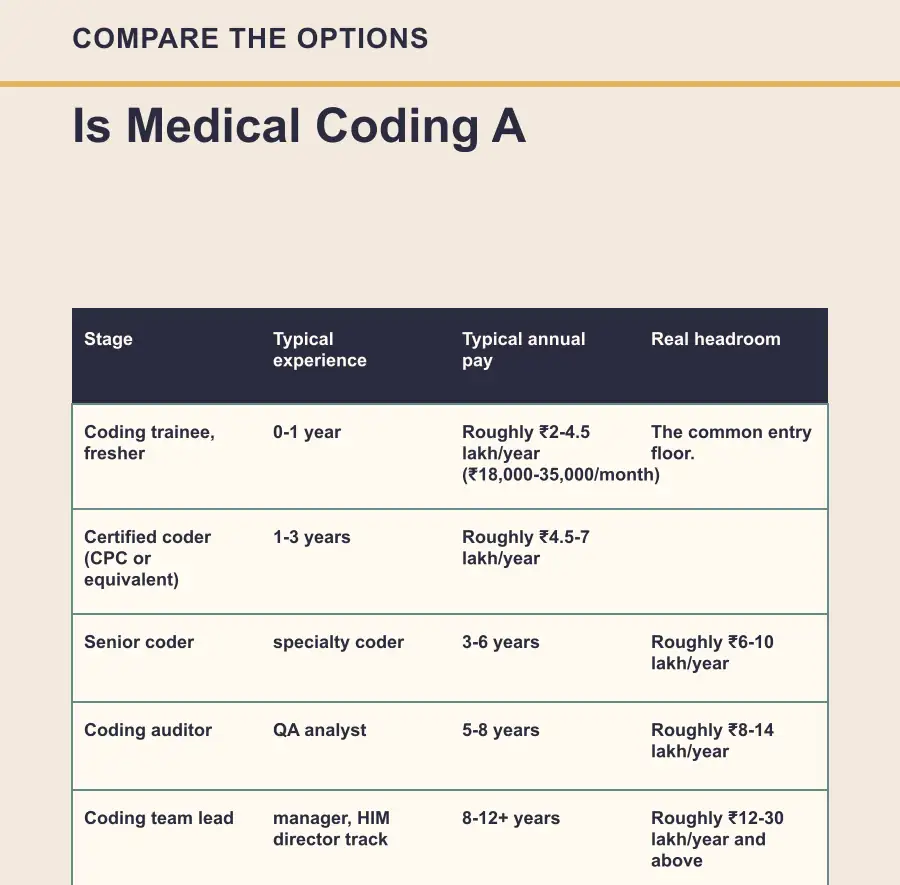 COMPARE THE OPTIONS
Is Medical Coding A
Stage
Typical
experience
Typical annual
pay
Real headroom
Coding trainee,
fresher
0-1 year
Roughly ₹2-4.5
lakh/year
(₹18,000-35,000/month)
The common entry
floor.
Certified coder
(CPC or
equivalent)
1-3 years
Roughly ₹4.5-7
lakh/year
Senior coder
specialty coder
3-6 years
Roughly ₹6-10
lakh/year
Coding auditor
QA analyst
5-8 years
Roughly ₹8-14
lakh/year
Coding team lead
manager, HIM
director track
8-12+ years
Roughly ₹12-30
lakh/year and
above